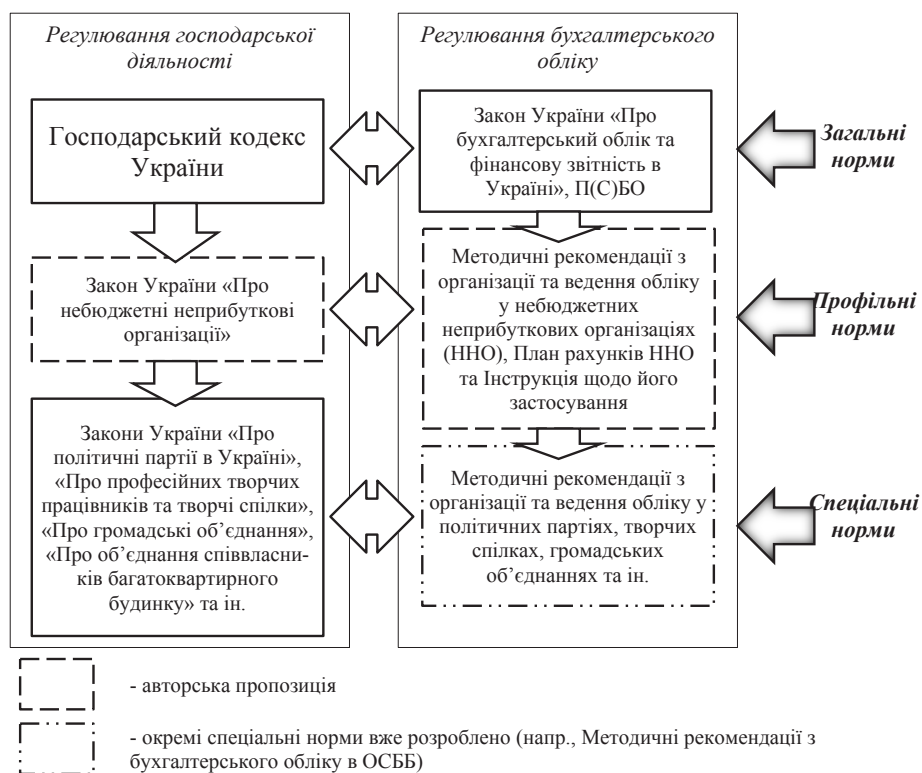 Регулювання господарської
діяльності
Регулювання бухгалтерського
обліку
Господарський кодекс
України
Закон України «Про
бухгалтерський облік та
фінансову звітність в
Україні», П(С)БО
Загальні
норми
Закон України «Про
небюджетні неприбуткові
організації»
Методичні рекомендації з
організації та ведення обліку
у небюджетних
неприбуткових організаціях
(ННО), План рахунків ННО
та Інструкція щодо його
застосування
Профільні
норми
Закони України «Про
політичні партії в Україні»,
«Про професійних творчих
працівників та творчі спілки»,
«Про громадські об’єднання»,
«Про об’єднання співвласни-
ків багатоквартирного
будинку» та ін.
Методичні рекомендації з
організації та ведення обліку у
політичних партіях, творчих
спілках, громадських
об’єднаннях та ін.
Спеціальні
норми
- авторська пропозиція
- окремі спеціальні норми вже розроблено (напр., Методичні рекомендації з
бухгалтерського обліку в ОСББ)